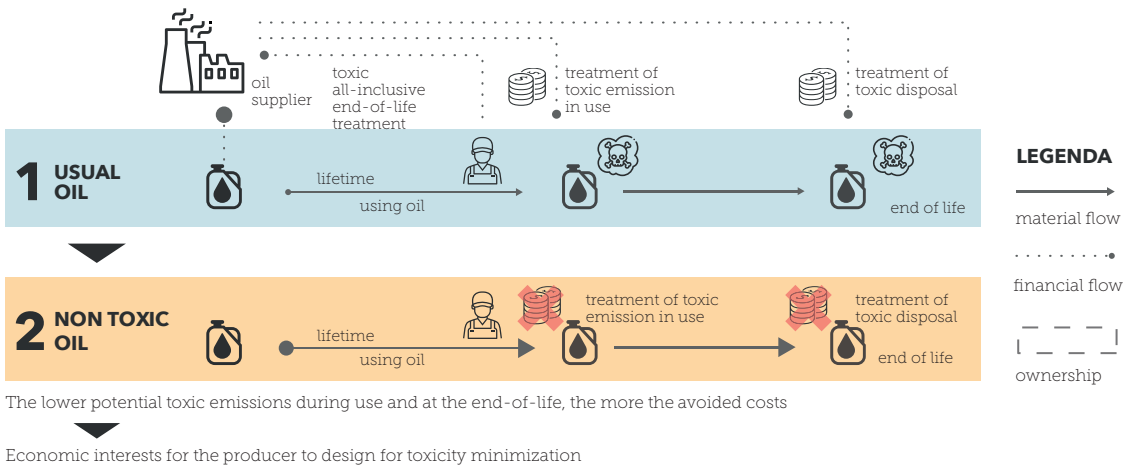 oil
supplier
toxic
all-inclusive
end-of-life
treatment
treatment of
toxic emission
in use
treatment of
toxic disposal
1 USUAL
OIL
lifetime
using oil
end of life
2 NON TOXIC
OIL
lifetime
using oil
treatment of toxic
emission in use
treatment of
toxic disposal
end of life
The lower potential toxic emissions during use and at the end-of-life, the more the avoided costs
Economic interests for the producer to design for toxicity minimization
LEGENDA
material flow
financial flow
ownership